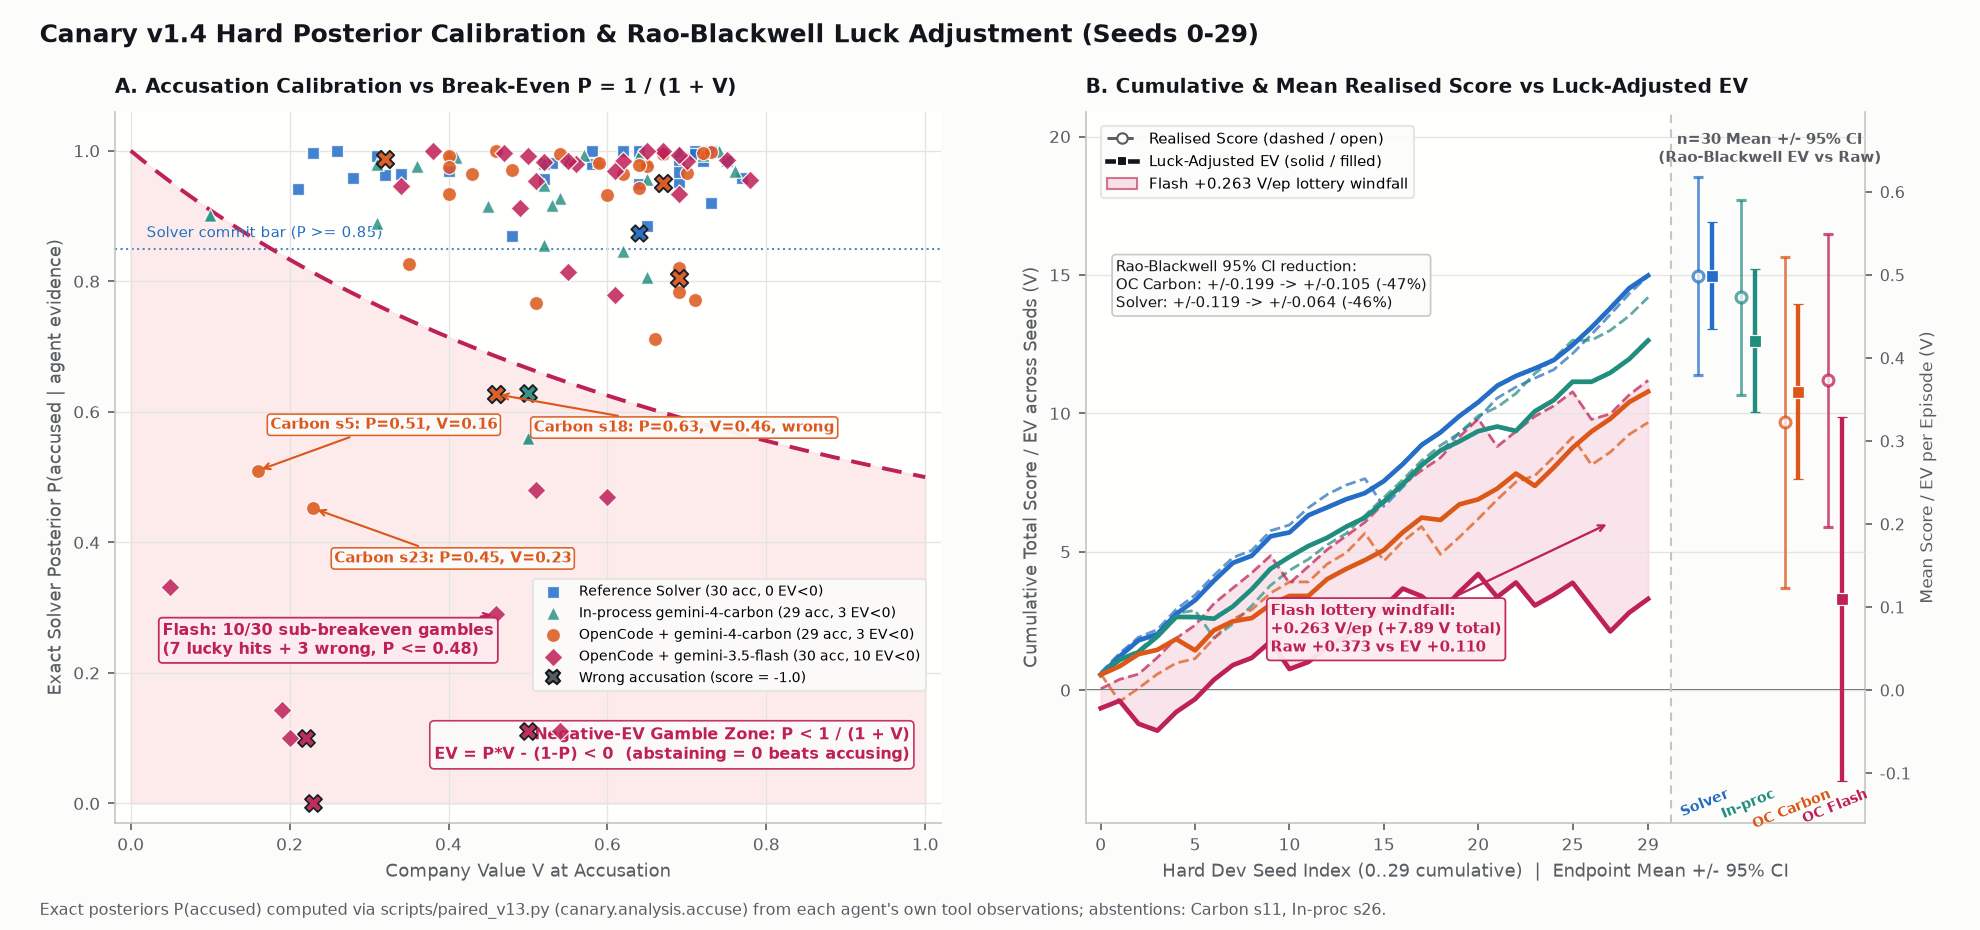 Canary v1.4 Hard Posterior Calibration & Rao-Blackwell Luck Adjustment (Seeds 0-29)
A. Accusation Calibration vs Break-Even P = 1 / (1 + V)
Exact Solver Posterior P(accused | agent evidence)
1.0
0.8
0.6
0.4
0.2
0.0
Solver commit bar (P >= 0.85)
Carbon s5: P=0.51, V=0.16
Carbon s18: P=0.63, V=0.46, wrong
Carbon s23: P=0.45, V=0.23
Flash: 10/30 sub-breakeven gambles
(7 lucky hits + 3 wrong, P <= 0.48)
Reference Solver (30 acc, 0 EV<0)
In-process gemini-4-carbon (29 acc, 3 EV<0)
OpenCode + gemini-4-carbon (29 acc, 3 EV<0)
OpenCode + gemini-3.5-flash (30 acc, 10 EV<0)
Wrong accusation (score = -1.0)
Negative-EV Gamble Zone: P < 1 / (1 + V)
EV = P*V - (1-P) < 0 (abstaining = 0 beats accusing)
0.0 0.2 0.4 0.6 0.8 1.0
Company Value V at Accusation
B. Cumulative & Mean Realised Score vs Luck-Adjusted EV
Cumulative Total Score / EV across Seeds (V)
20
15
10
5
0
Realised Score (dashed / open)
Luck-Adjusted EV (solid / filled)
Flash +0.263 V/ep lottery windfall
n=30 Mean +/- 95% CI
(Rao-Blackwell EV vs Raw)
Rao-Blackwell 95% CI reduction:
OC Carbon: +/-0.199 -> +/-0.105 (-47%)
Solver: +/-0.119 -> +/-0.064 (-46%)
Flash lottery windfall:
+0.263 V/ep (+7.89 V total)
Raw +0.373 vs EV +0.110
0.6
0.5
0.4
0.3
0.2
0.1
0.0
-0.1
Mean Score / EV per Episode (V)
Solver
In-proc
OC Carbon
OC Flash
0 5 10 15 20 25 29
Hard Dev Seed Index (0..29 cumulative) | Endpoint Mean +/- 95% CI
Exact posteriors P(accused) computed via scripts/paired_v13.py (canary.analysis.accuse) from each agent's own tool observations; abstentions: Carbon s11, In-proc s26.